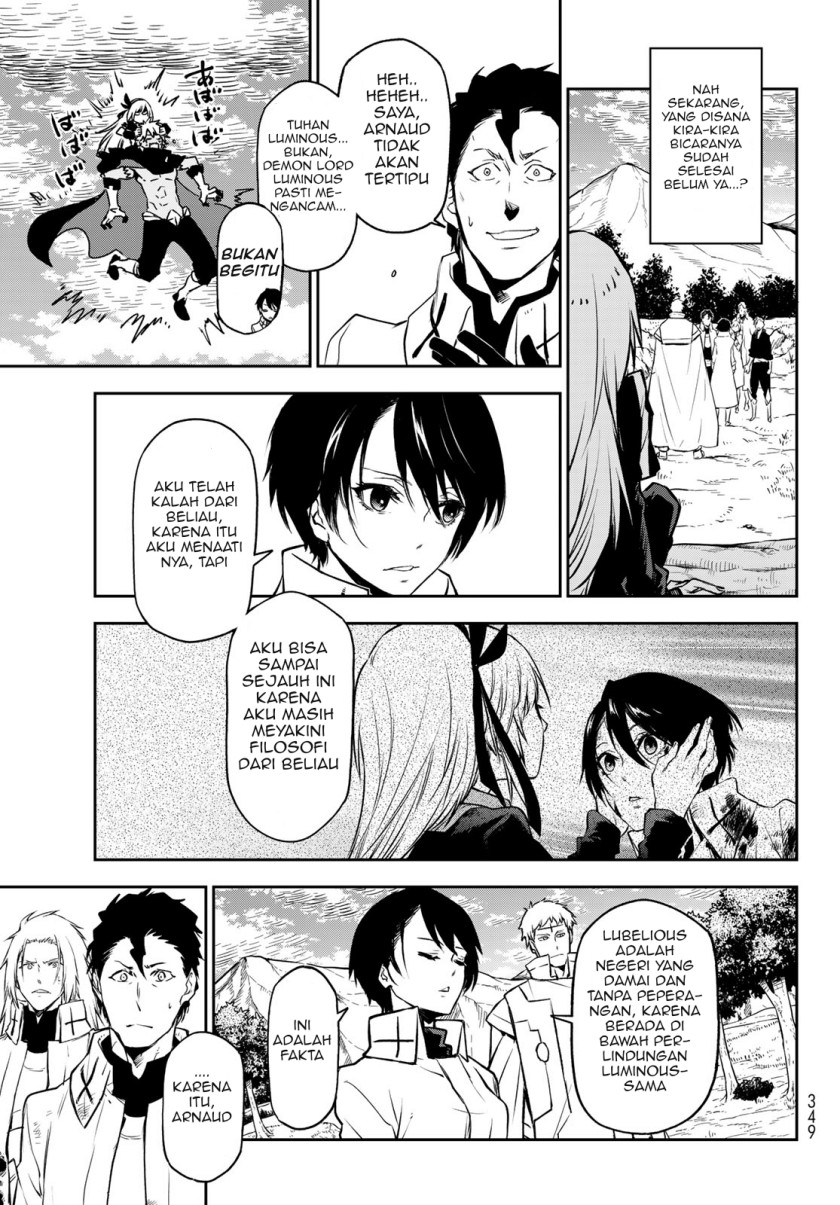 NAH
SEKARANG,
YANG DISANA
KIRA-KIRA
BICARANYA
SUDAH
SELESAI
BELUM YA...?
HEH..
HEHEH..
SAYA,
ARNAUD
TIDAK
AKAN
TERTIPU
TUHAN
LUMINOUS...
BUKAN,
DEMON LORD
LUMINOUS
PASTI ME-
NGANCAM...
あばばば
ばばば
BUKAN
BEGITU
AKU TELAH
KALAH DARI
BELIAU,
KARENA ITU
AKU MENAATI
NYA, TAPI
AKU BISA
SAMPAI
SEJAUH INI
KARENA
AKU MASIH
MEYAKINI
FILOSOFI
DARI BELIAU
LUBELIOUS
ADALAH
NEGERI YANG
DAMAI DAN
TANPA PEPERA-
NGAN, KARENA
BERADA DI
BAWAH PER-
LINDUNGAN
LUMINOUS-
SAMA
INI
ADALAH
FAKTA
....
KARENA
ITU,
ARNAUD
349